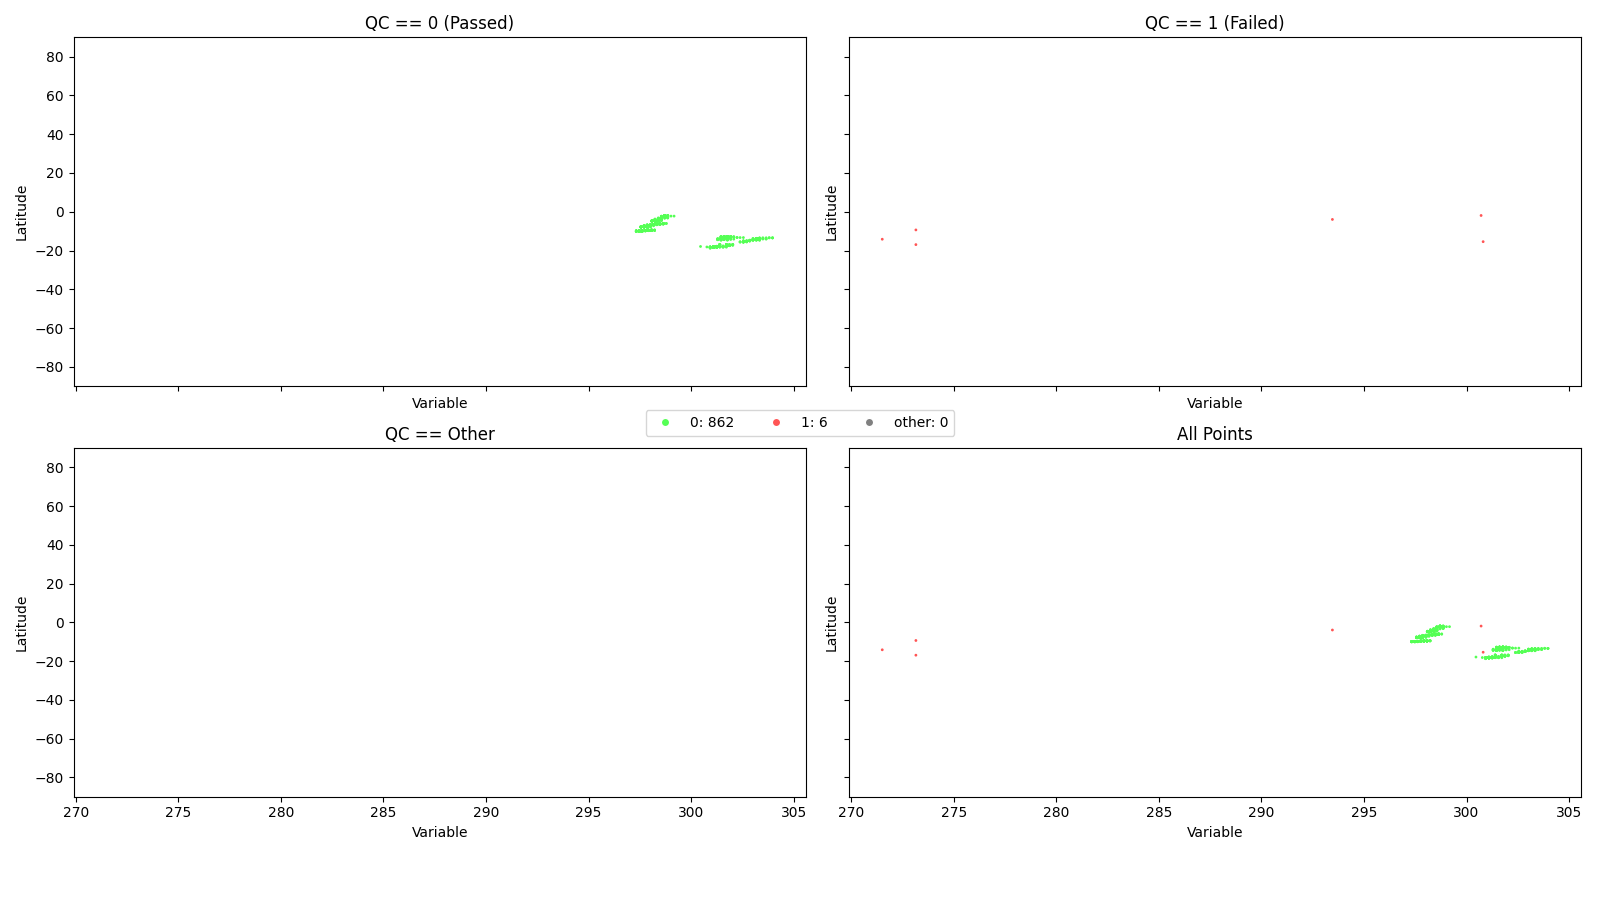 QC == 0 (Passed)
QC == 1 (Failed)
80
60
40
20
0
−20
−40
−60
−80
Latitude
Latitude
Variable
Variable
0: 862
1: 6
other: 0
QC == Other
All Points
80
60
40
20
0
−20
−40
−60
−80
Latitude
Latitude
270
275
280
285
290
295
300
305
270
275
280
285
290
295
300
305
Variable
Variable